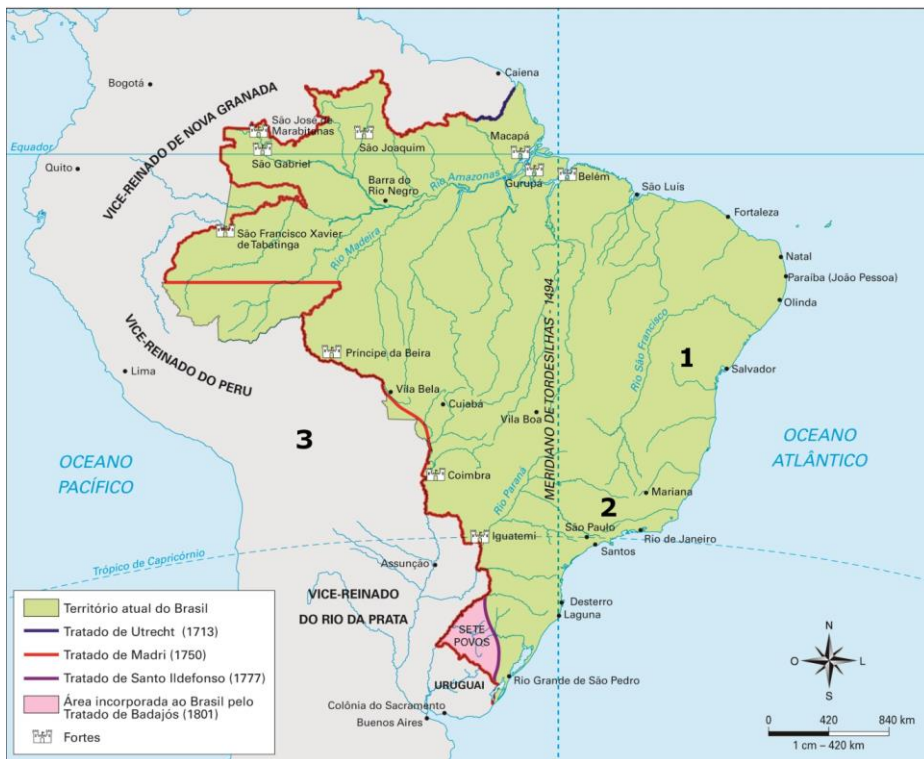 Caiena
Bogotá
VICE-REINADO DE NOVA GRANADA
São José de
Marabitenas
São Joaquim
Macapá
Equador
São Gabriel
Quito
Barra do
Rio Negro
Rio Amazonas
Gurupá
Belém
São Luís
Fortaleza
São Francisco Xavier
de Tabatinga
Rio Madeira
Natal
Paraíba (João Pessoa)
Olinda
VICE-REINADO DO PERU
Rio São Francisco
1
Príncipe da Beira
Lima
Salvador
Vila Bela
Cuiabá
Vila Boa
MERIDIANO DE TORDESILHAS - 1494
3
OCEANO
PACÍFICO
OCEANO
ATLÂNTICO
Coimbra
Rio Paraná
Mariana
2
São Paulo
Rio de Janeiro
Iguatemi
Santos
Trópico de Capricórnio
Assunção
VICE-REINADO
DO RIO DA PRATA
Desterro
Laguna
SETE
POVOS
URUGUAI
Rio Grande de São Pedro
Colônia do Sacramento
Buenos Aires
Território atual do Brasil
Tratado de Utrecht (1713)
Tratado de Madri (1750)
Tratado de Santo Ildefonso (1777)
Área incorporada ao Brasil pelo
Tratado de Badajós (1801)
Fortes
N
O
L
S
0 420 840 km
1 cm – 420 km